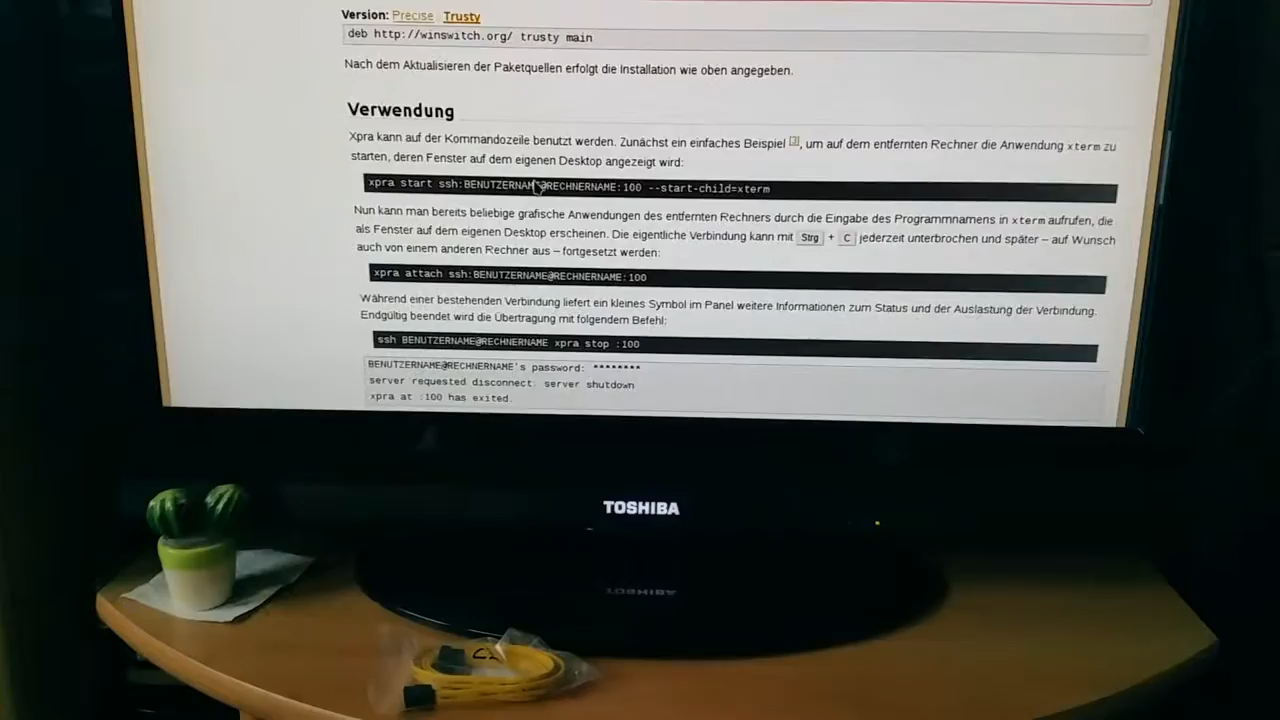 Version: Precise Trusty
deb http://winswitch.org/ trusty main
Nach dem Aktualisieren der Paketquellen erfolgt die Installation wie oben angegeben.
Verwendung
Xpra kann auf der Kommandozeile benutzt werden. Zunächst ein einfaches Beispiel [3], um auf dem entfernten Rechner die Anwendung xterm zu
starten, deren Fenster auf dem eigenen Desktop angezeigt wird:
xpra start ssh:BENUTZERNAME@RECHNERNAME:100 --start-child=xterm
Nun kann man bereits beliebige grafische Anwendungen des entfernten Rechners durch die Eingabe des Programmnamens in xterm aufrufen, die
als Fenster auf dem eigenen Desktop erscheinen. Die eigentliche Verbindung kann mit Strg + C jederzeit unterbrochen und später – auf Wunsch
auch von einem anderen Rechner aus – fortgesetzt werden:
xpra attach ssh:BENUTZERNAME@RECHNERNAME:100
Während einer bestehenden Verbindung liefert ein kleines Symbol im Panel weitere Informationen zum Status und der Auslastung der Verbindung.
Endgültig beendet wird die Übertragung mit folgendem Befehl:
ssh BENUTZERNAME@RECHNERNAME xpra stop :100
BENUTZERNAME@RECHNERNAME's password: ********
server requested disconnect: server shutdown
xpra at :100 has exited.
TOSHIBA
TOSHIBA